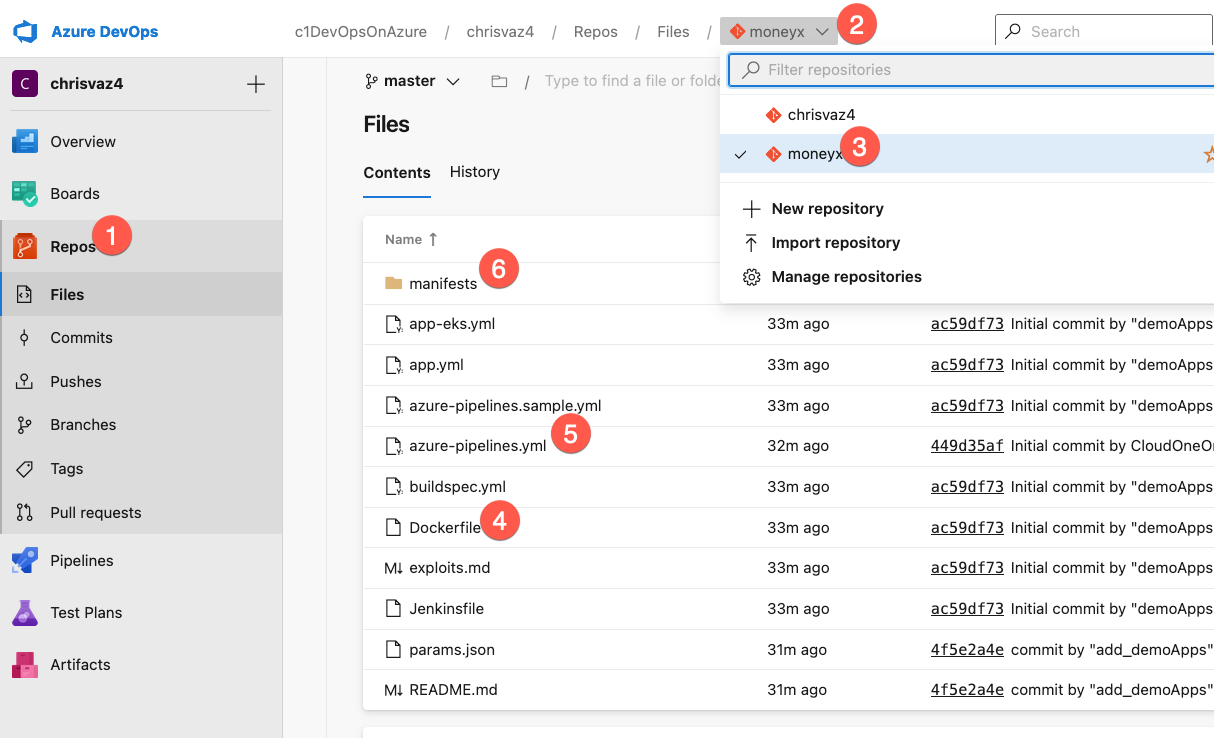 Azure DevOps
c1DevOpsOnAzure / chrisvaz4 / Repos / Files / moneyx 2
Search
C chrisvaz4 +
Overview
Boards
Repos 1
Files
Commits
Pushes
Branches
Tags
Pull requests
Pipelines
Test Plans
Artifacts
master / Type to find a file or folde
Filter repositories
chrisvaz4
moneyx 3
New repository
Import repository
Manage repositories
Files
Contents History
Name ↑
manifests 6
app-eks.yml 33m ago ac59df73 Initial commit by "demoApps
app.yml 33m ago ac59df73 Initial commit by "demoApps
azure-pipelines.sample.yml 33m ago ac59df73 Initial commit by "demoApps
azure-pipelines.yml 5 32m ago 449d35af Initial commit by CloudOneO
buildspec.yml 33m ago ac59df73 Initial commit by "demoApps
Dockerfile 4 33m ago ac59df73 Initial commit by "demoApps
M↓ exploits.md 33m ago ac59df73 Initial commit by "demoApps
Jenkinsfile 33m ago ac59df73 Initial commit by "demoApps
params.json 31m ago 4f5e2a4e commit by "add_demoApps"
M↓ README.md 31m ago 4f5e2a4e commit by "add_demoApps"